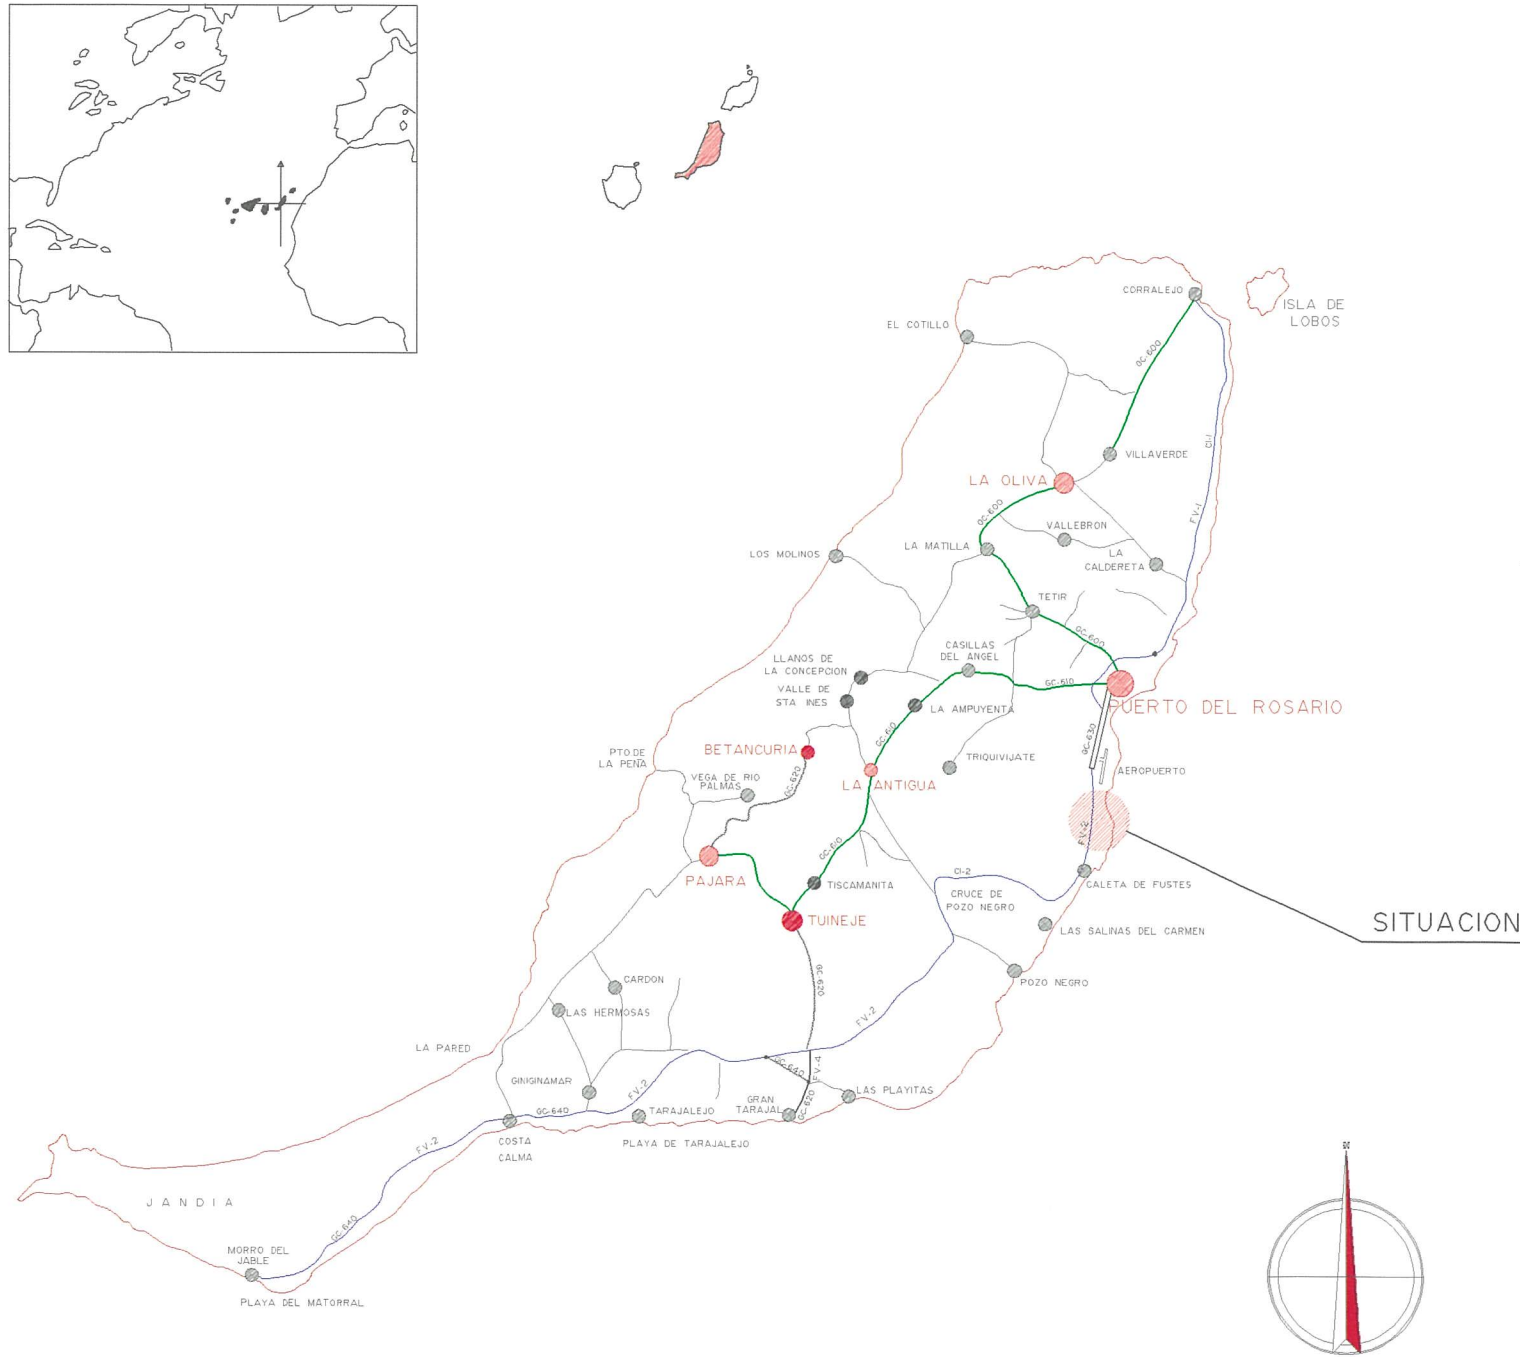 CORRALEJO
ISLA DE
LOBOS
EL COTILLO
GC-600
VILLAVERDE
CI-1
LA OLIVA
GC-600
FV-1
VALLEBRON
LA MATILLA
LA
CALDERETA
LOS MOLINOS
TETIR
GC-600
CASILLAS
DEL ANGEL
LLANOS DE
LA CONCEPCION
GC-610
VALLE DE
STA INES
LA AMPUYENTA
PUERTO DEL ROSARIO
GC-610
GC-630
BETANCURIA
PTO.DE
LA PEÑA
TRIQUIVIJATE
AEROPUERTO
VEGA DE RIO
PALMAS
GC-620
LA ANTIGUA
FV-2
GC-610
PAJARA
CI-2
TISCAMANITA
CRUCE DE
POZO NEGRO
CALETA DE FUSTES
TUINEJE
SITUACION
LAS SALINAS DEL CARMEN
GC-620
CARDON
POZO NEGRO
LAS HERMOSAS
FV-2
LA PARED
GC-640
FV-4
GINIGINAMAR
FV-2
LAS PLAYITAS
GRAN
TARAJAL
GC-620
GC-640
TARAJALEJO
COSTA
CALMA
PLAYA DE TARAJALEJO
FV-2
JANDIA
GC-640
MORRO DEL
JABLE
PLAYA DEL MATORRAL